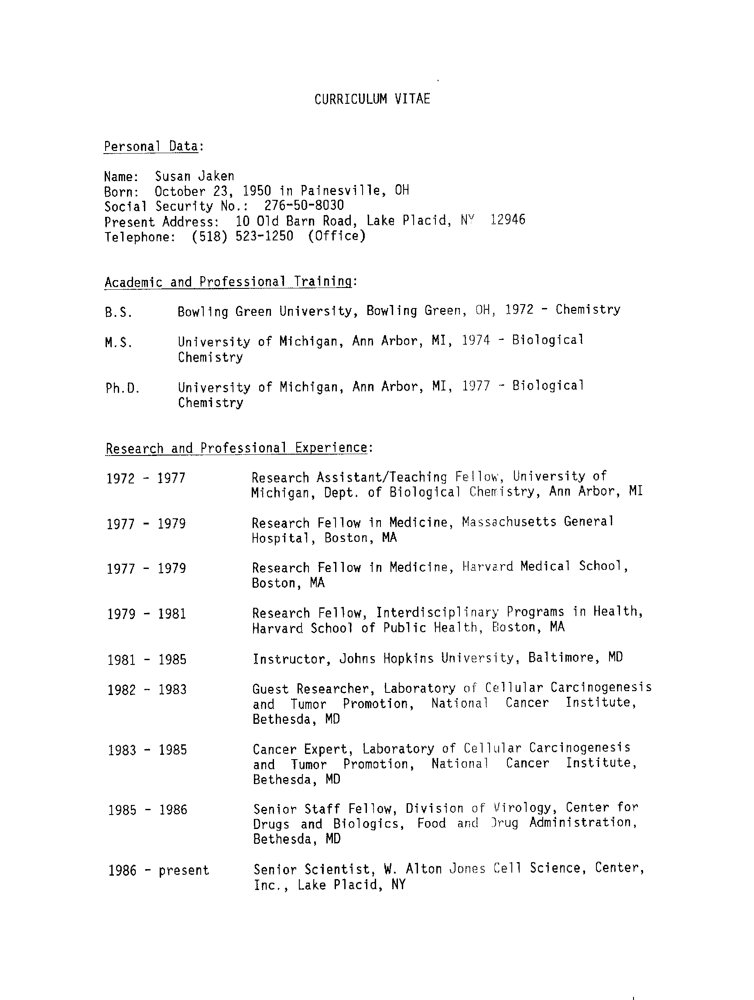 CURRICULUM VITAE
Personal Data:
Name: Susan Jaken
Born: October 23, 1950 in Painesville, OH
Social Security No.: 276-50-8030
Present Address: 10 Old Barn Road, Lake Placid, NY 12946
Telephone: (518) 523-1250 (Office)
Academic and Professional Training:
B.S. Bowling Green University, Bowling Green, OH, 1972 - Chemistry
M.S. University of Michigan, Ann Arbor, MI, 1974 - Biological
Chemistry
Ph.D. University of Michigan, Ann Arbor, MI, 1977 - Biological
Chemistry
Research and Professional Experience:
1972 - 1977 Research Assistant/Teaching Fellow, University of
Michigan, Dept. of Biological Chemistry, Ann Arbor, MI
1977 - 1979 Research Fellow in Medicine, Massachusetts General
Hospital, Boston, MA
1977 - 1979 Research Fellow in Medicine, Harvard Medical School,
Boston, MA
1979 - 1981 Research Fellow, Interdisciplinary Programs in Health,
Harvard School of Public Health, Boston, MA
1981 - 1985 Instructor, Johns Hopkins University, Baltimore, MD
1982 - 1983 Guest Researcher, Laboratory of Cellular Carcinogenesis
and Tumor Promotion, National Cancer Institute,
Bethesda, MD
1983 - 1985 Cancer Expert, Laboratory of Cellular Carcinogenesis
and Tumor Promotion, National Cancer Institute,
Bethesda, MD
1985 - 1986 Senior Staff Fellow, Division of Virology, Center for
Drugs and Biologics, Food and Drug Administration,
Bethesda, MD
1986 - present Senior Scientist, W. Alton Jones Cell Science, Center,
Inc., Lake Placid, NY